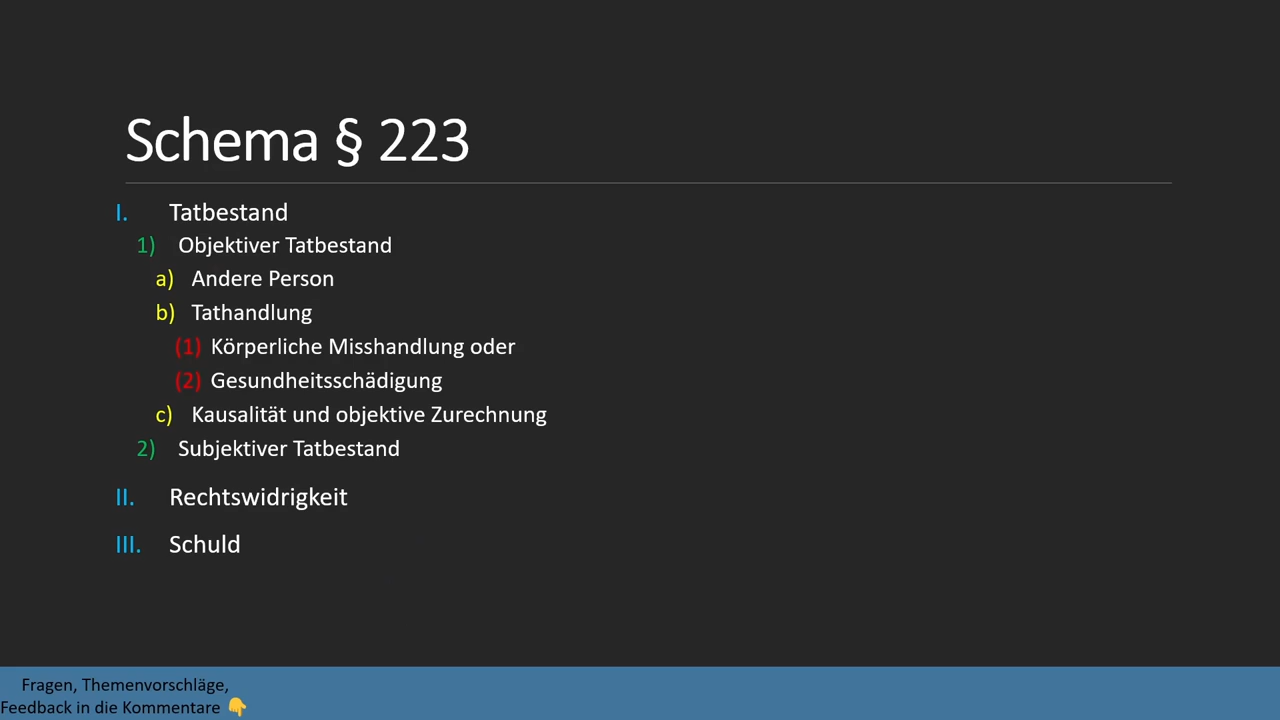 Schema § 223
I. Tatbestand
1) Objektiver Tatbestand
a) Andere Person
b) Tathandlung
(1) Körperliche Misshandlung oder
(2) Gesundheitsschädigung
c) Kausalität und objektive Zurechnung
2) Subjektiver Tatbestand
II. Rechtswidrigkeit
III. Schuld
Fragen, Themenvorschläge,
Feedback in die Kommentare 👇